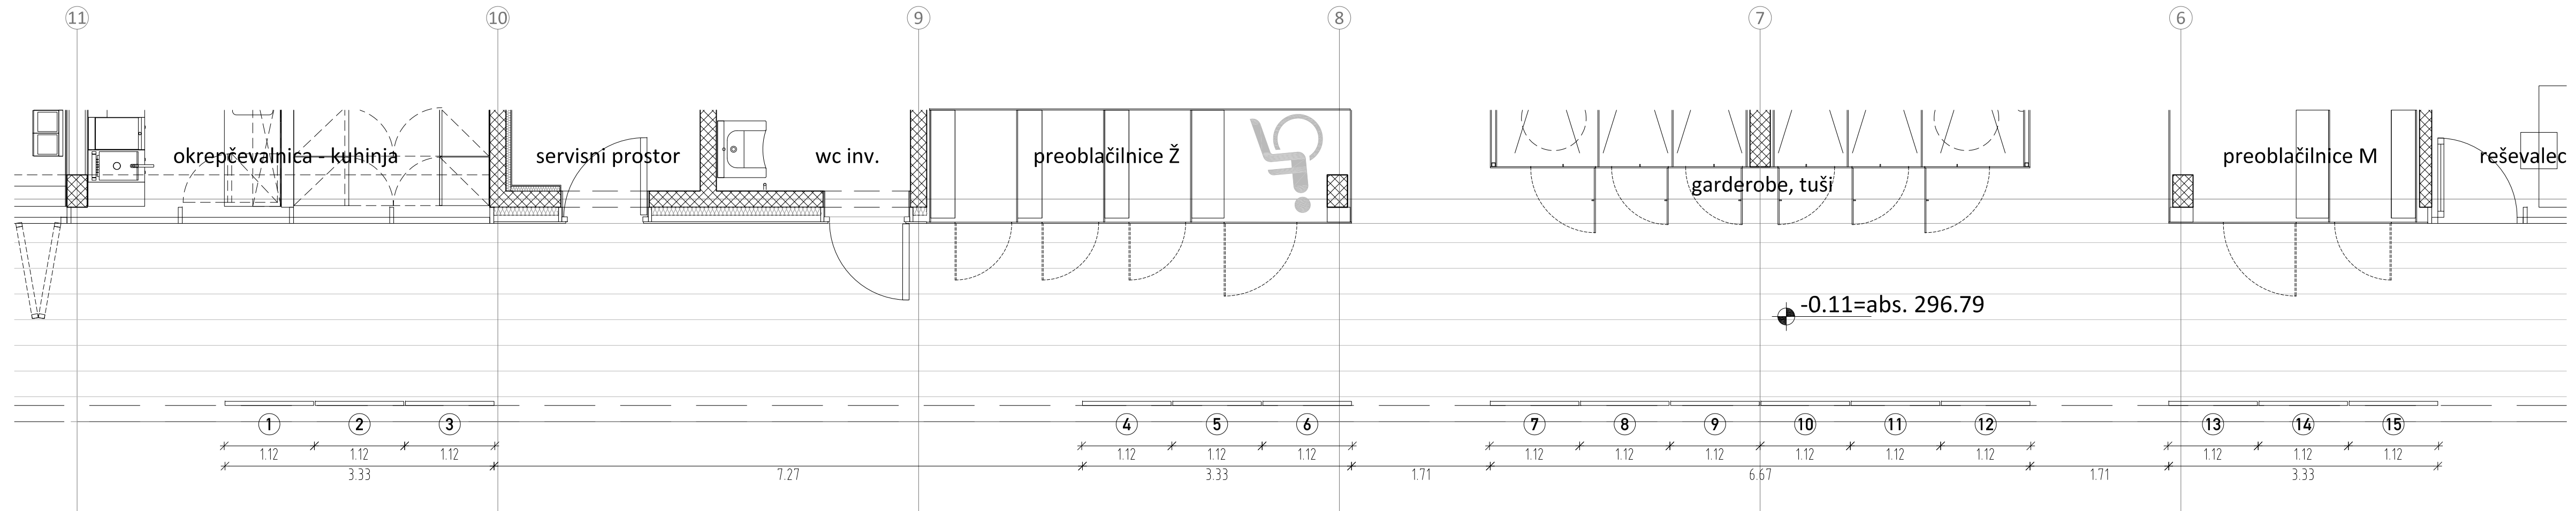 11 10 9 8 7 6
okrepčevalnica - kuhinja servisni prostor wc inv. preoblačilnice Ž preoblačilnice M reševalec
garderobe, tuši
-0.11=abs. 296.79
1 2 3 4 5 6 7 8 9 10 11 12 13 14 15
1.12 1.12 1.12 1.12 1.12 1.12 1.12 1.12 1.12 1.12 1.12 1.12 1.12 1.12 1.12
3.33 7.27 3.33 1.71 6.67 1.71 3.33